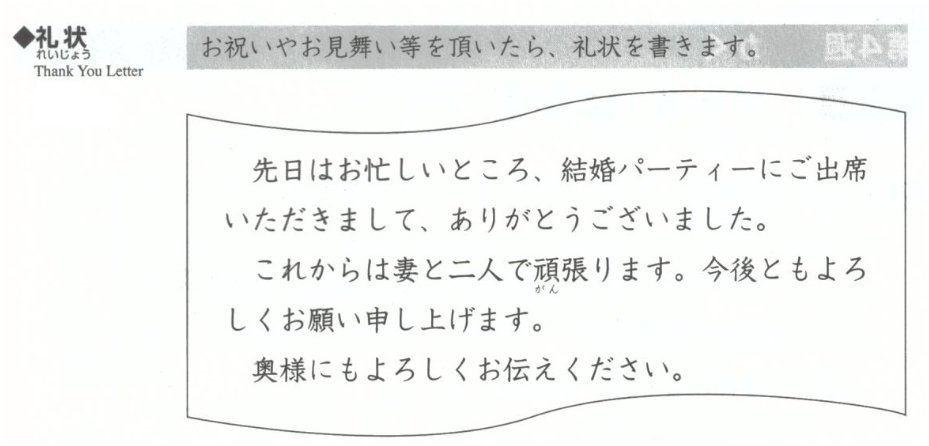 ◆礼状
れいじょう
Thank You Letter
お祝いやお見舞い等を頂いたら、礼状を書きます。
先日はお忙しいところ、結婚パーティーにご出席
いただきまして、ありがとうございました。
これからは妻と二人で頑張ります。今後ともよろ
がん
しくお願い申し上げます。
奥様にもよろしくお伝えください。